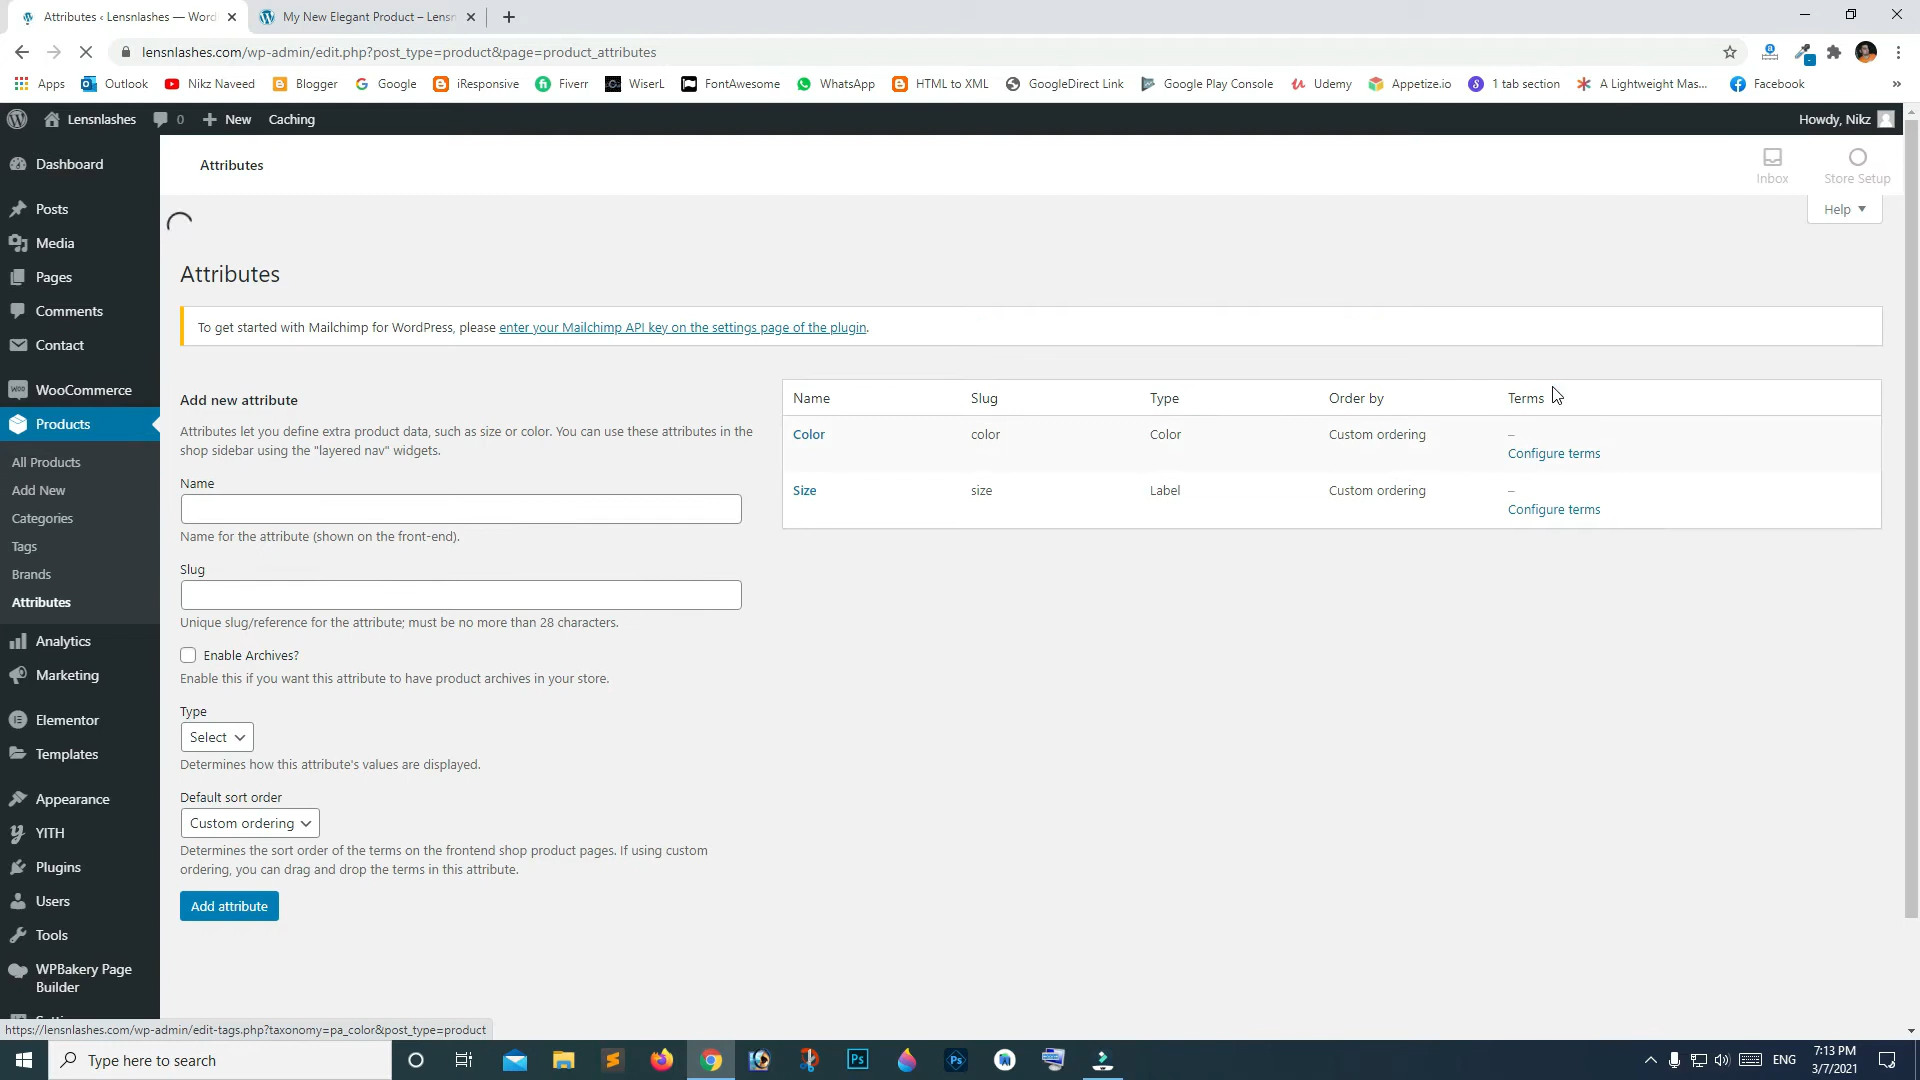 Attributes ‹ Lensnlashes — Word
My New Elegant Product – Lensn
lensnlashes.com/wp-admin/edit.php?post_type=product&page=product_attributes
Apps
Outlook
Nikz Naveed
Blogger
Google
iResponsive
Fiverr
WiserL
FontAwesome
WhatsApp
HTML to XML
GoogleDirect Link
Google Play Console
Udemy
Appetize.io
1 tab section
A Lightweight Mas...
Facebook
»
Lensnlashes
0
New
Caching
Howdy, Nikz
Dashboard
Posts
Media
Pages
Comments
Contact
WooCommerce
Products
All Products
Add New
Categories
Tags
Brands
Attributes
Analytics
Marketing
Elementor
Templates
Appearance
YITH
Plugins
Users
Tools
WPBakery Page
Builder
Attributes
Inbox
Store Setup
Help
Attributes
To get started with Mailchimp for WordPress, please enter your Mailchimp API key on the settings page of the plugin.
Add new attribute
Attributes let you define extra product data, such as size or color. You can use these attributes in the
shop sidebar using the "layered nav" widgets.
Name
Name for the attribute (shown on the front-end).
Slug
Unique slug/reference for the attribute; must be no more than 28 characters.
Enable Archives?
Enable this if you want this attribute to have product archives in your store.
Type
Select
Determines how this attribute's values are displayed.
Default sort order
Custom ordering
Determines the sort order of the terms on the frontend shop product pages. If using custom
ordering, you can drag and drop the terms in this attribute.
Add attribute
Name Slug Type Order by Terms
Color color Color Custom ordering –
Configure terms
Size size Label Custom ordering –
Configure terms
https://lensnlashes.com/wp-admin/edit-tags.php?taxonomy=pa_color&post_type=product
Type here to search
ENG
7:13 PM
3/7/2021